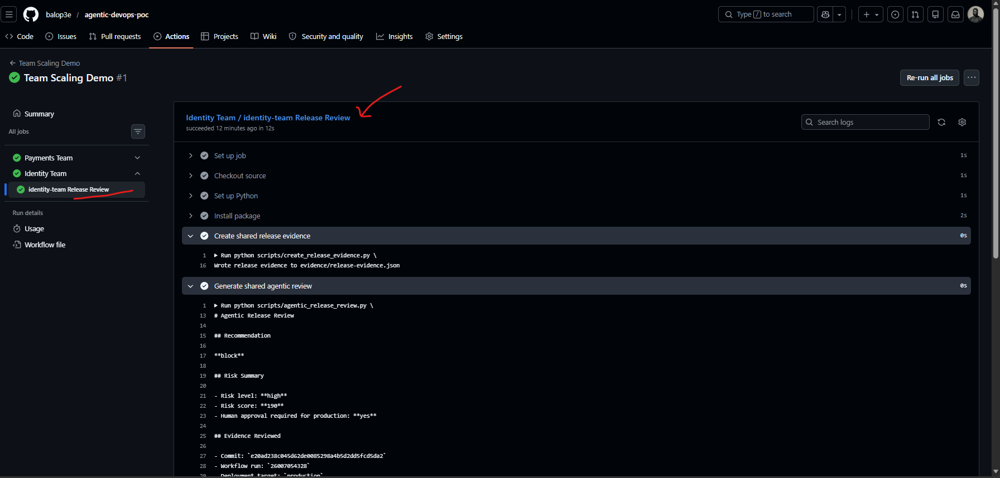 balop3e / agentic-devops-poc
Type / to search
Code Issues Pull requests Actions Projects Wiki Security and quality Insights Settings
Team Scaling Demo
Team Scaling Demo #1
Re-run all jobs
Summary
All jobs
Payments Team
Identity Team
identity-team Release Review
Run details
Usage
Workflow file
Identity Team / identity-team Release Review
succeeded 12 minutes ago in 12s
Search logs
Set up job 1s
Checkout source 1s
Set up Python 1s
Install package 2s
Create shared release evidence 0s
1 Run python scripts/create_release_evidence.py \
16 Wrote release evidence to evidence/release-evidence.json
Generate shared agentic review 0s
1 Run python scripts/agentic_release_review.py \
13 # Agentic Release Review
14
15 ## Recommendation
16
17 **block**
18
19 ## Risk Summary
20
21 - Risk level: **high**
22 - Risk score: **190**
23 - Human approval required for production: **yes**
24
25 ## Evidence Reviewed
26
27 - Commit: `e20ad238c045d62de0085298a4b5d2dd5fcd5da2`
28 - Workflow run: `26007054328`
29 - Deployment target: `production`